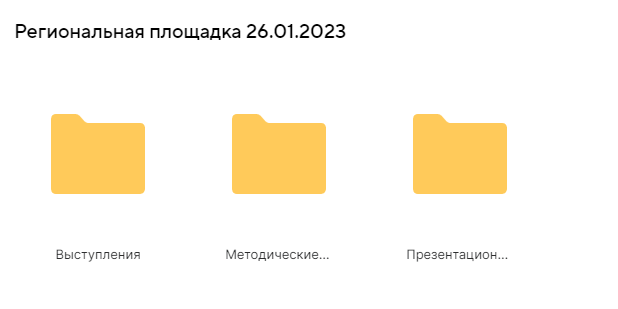 Региональная площадка 26.01.2023
Выступления
Методические...
Презентацион...